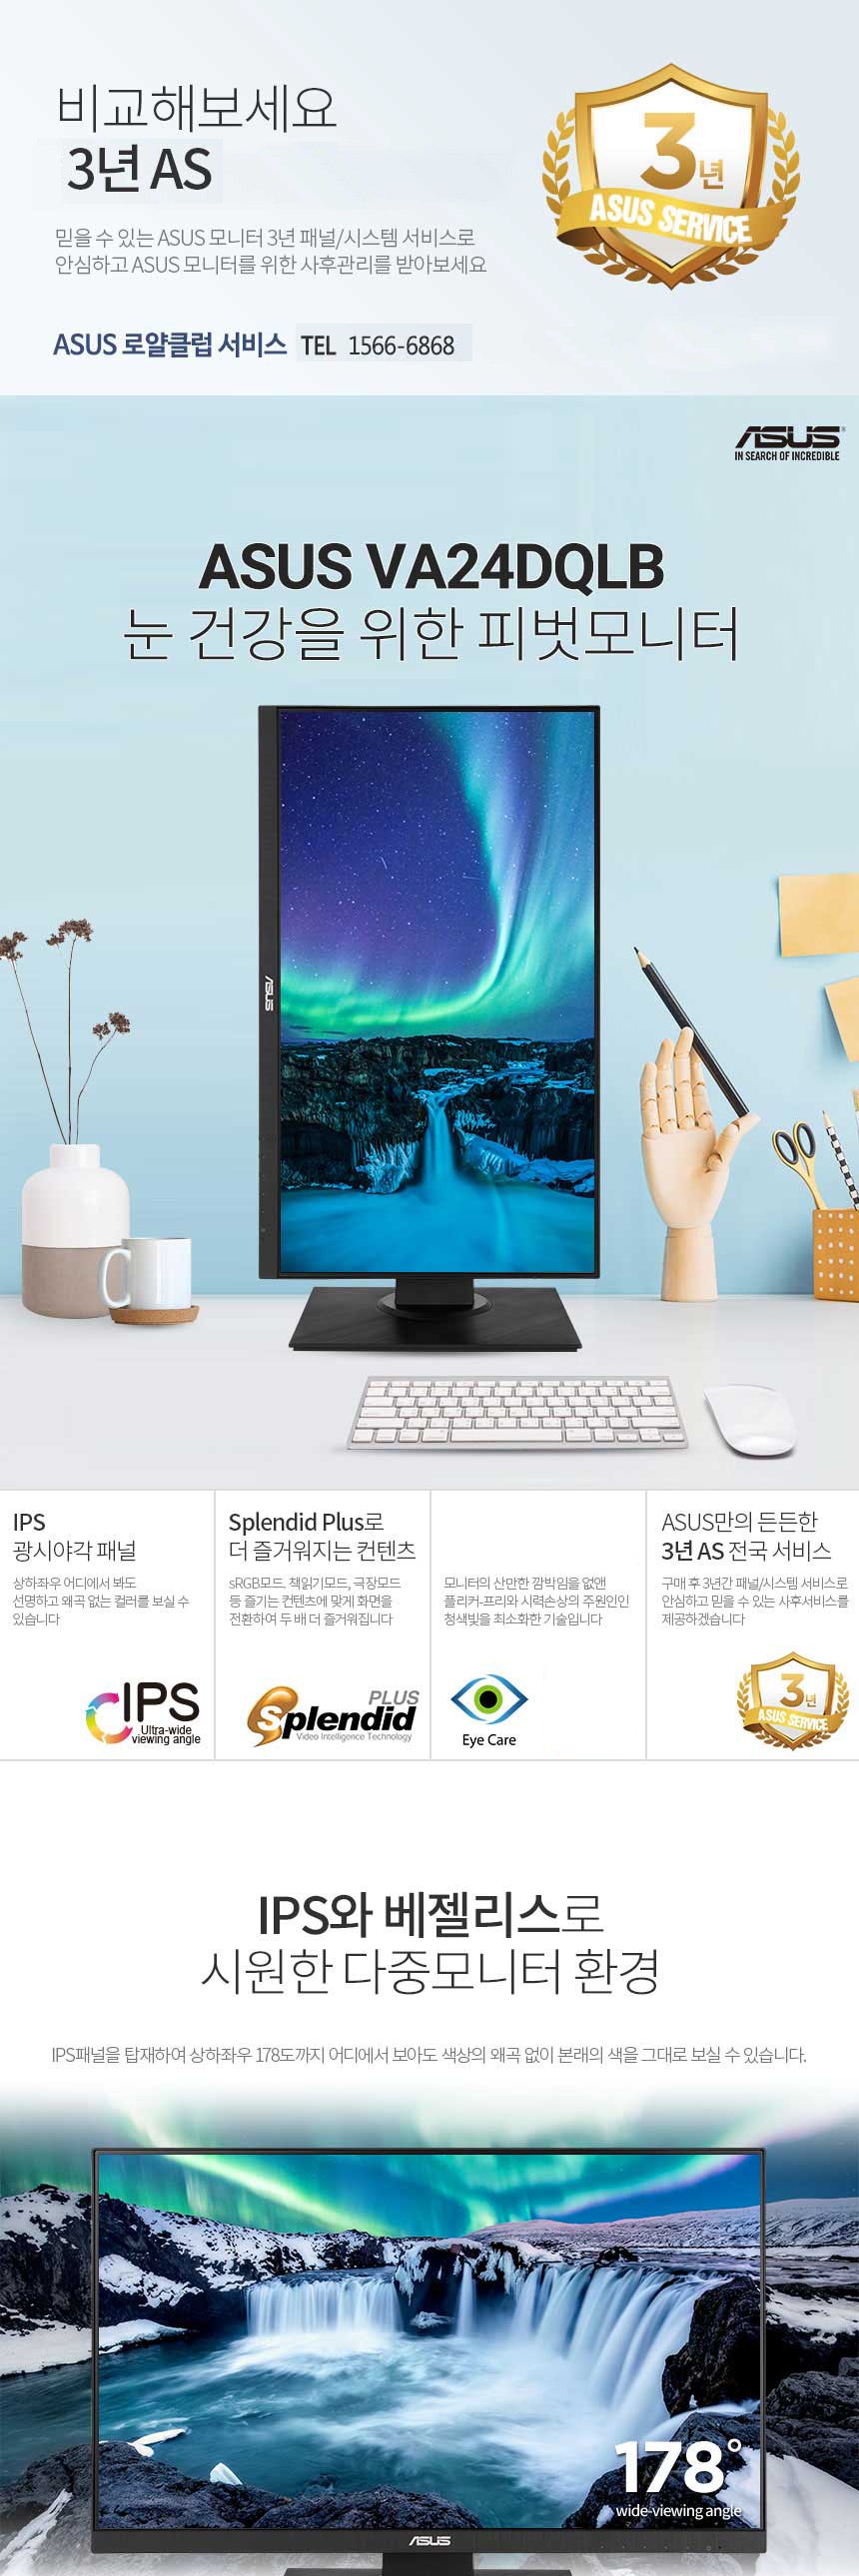 비교해보세요
3년 AS
믿을 수 있는 ASUS 모니터 3년 패널/시스템 서비스로
안심하고 ASUS 모니터를 위한 사후관리를 받아보세요
ASUS 로얄클럽 서비스 TEL 1566-6868
3년
ASUS SERVICE
ASUS
IN SEARCH OF INCREDIBLE
ASUS VA24DQLB
눈 건강을 위한 피벗모니터
ASUS
IPS
광시야각 패널
상하좌우 어디에서 봐도
선명하고 왜곡 없는 컬러를 보실 수
있습니다
IPS
Ultra-wide
viewing angle
Splendid Plus로
더 즐거워지는 컨텐츠
sRGB모드, 책읽기모드, 극장모드
등 즐기는 컨텐츠에 맞게 화면을
전환하여 두 배 더 즐거워집니다
Splendid PLUS
Video Intelligence Technology
모니터의 산만한 깜박임을 없앤
플리커-프리와 시력손상의 주원인인
청색빛을 최소화한 기술입니다
Eye Care
ASUS만의 든든한
3년 AS 전국 서비스
구매 후 3년간 패널/시스템 서비스로
안심하고 믿을 수 있는 사후서비스를
제공하겠습니다
3년
ASUS SERVICE
IPS와 베젤리스로
시원한 다중모니터 환경
IPS패널을 탑재하여 상하좌우 178도까지 어디에서 보아도 색상의 왜곡 없이 본래의 색을 그대로 보실 수 있습니다.
178°
wide-viewing angle
ASUS